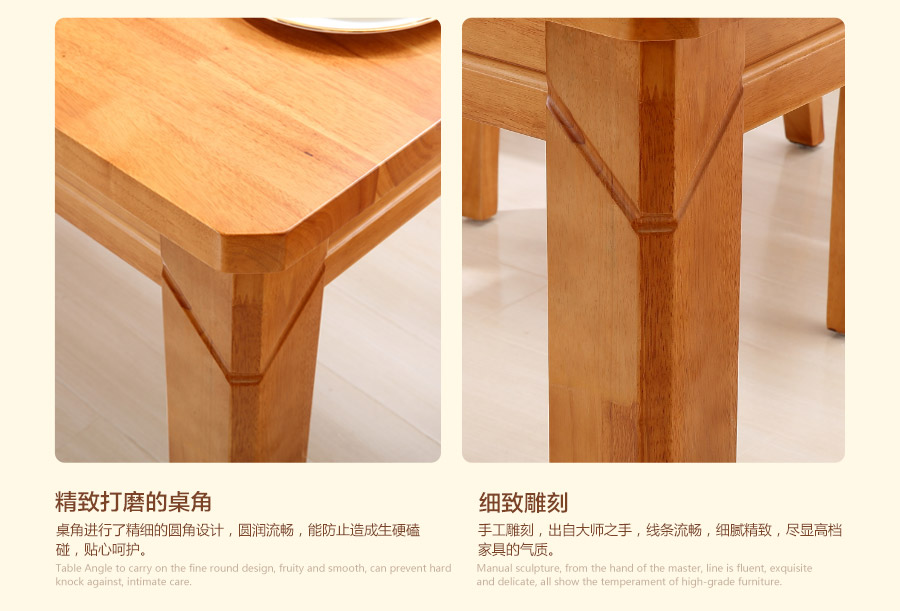 精致打磨的桌角
桌角进行了精细的圆角设计，圆润流畅，能防止造成生硬磕
碰，贴心呵护。
Table Angle to carry on the fine round design, fruity and smooth, can prevent hard
knock against, intimate care.
细致雕刻
手工雕刻，出自大师之手，线条流畅，细腻精致，尽显高档
家具的气质。
Manual sculpture, from the hand of the master, line is fluent, exquisite
and delicate, all show the temperament of high-grade furniture.